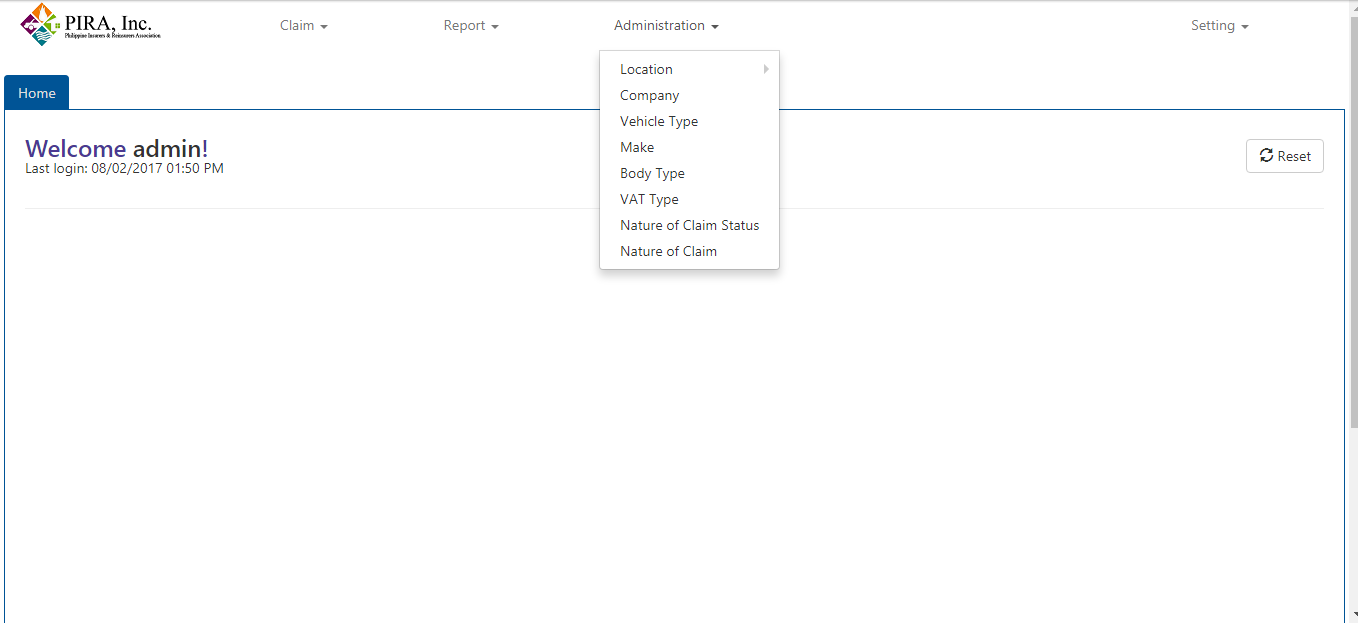 PIRA, Inc.
Philippine Insurers & Reinsurers Association
Claim
Report
Administration
Setting
Location
Company
Vehicle Type
Make
Body Type
VAT Type
Nature of Claim Status
Nature of Claim
Home
Welcome admin!
Last login: 08/02/2017 01:50 PM
Reset